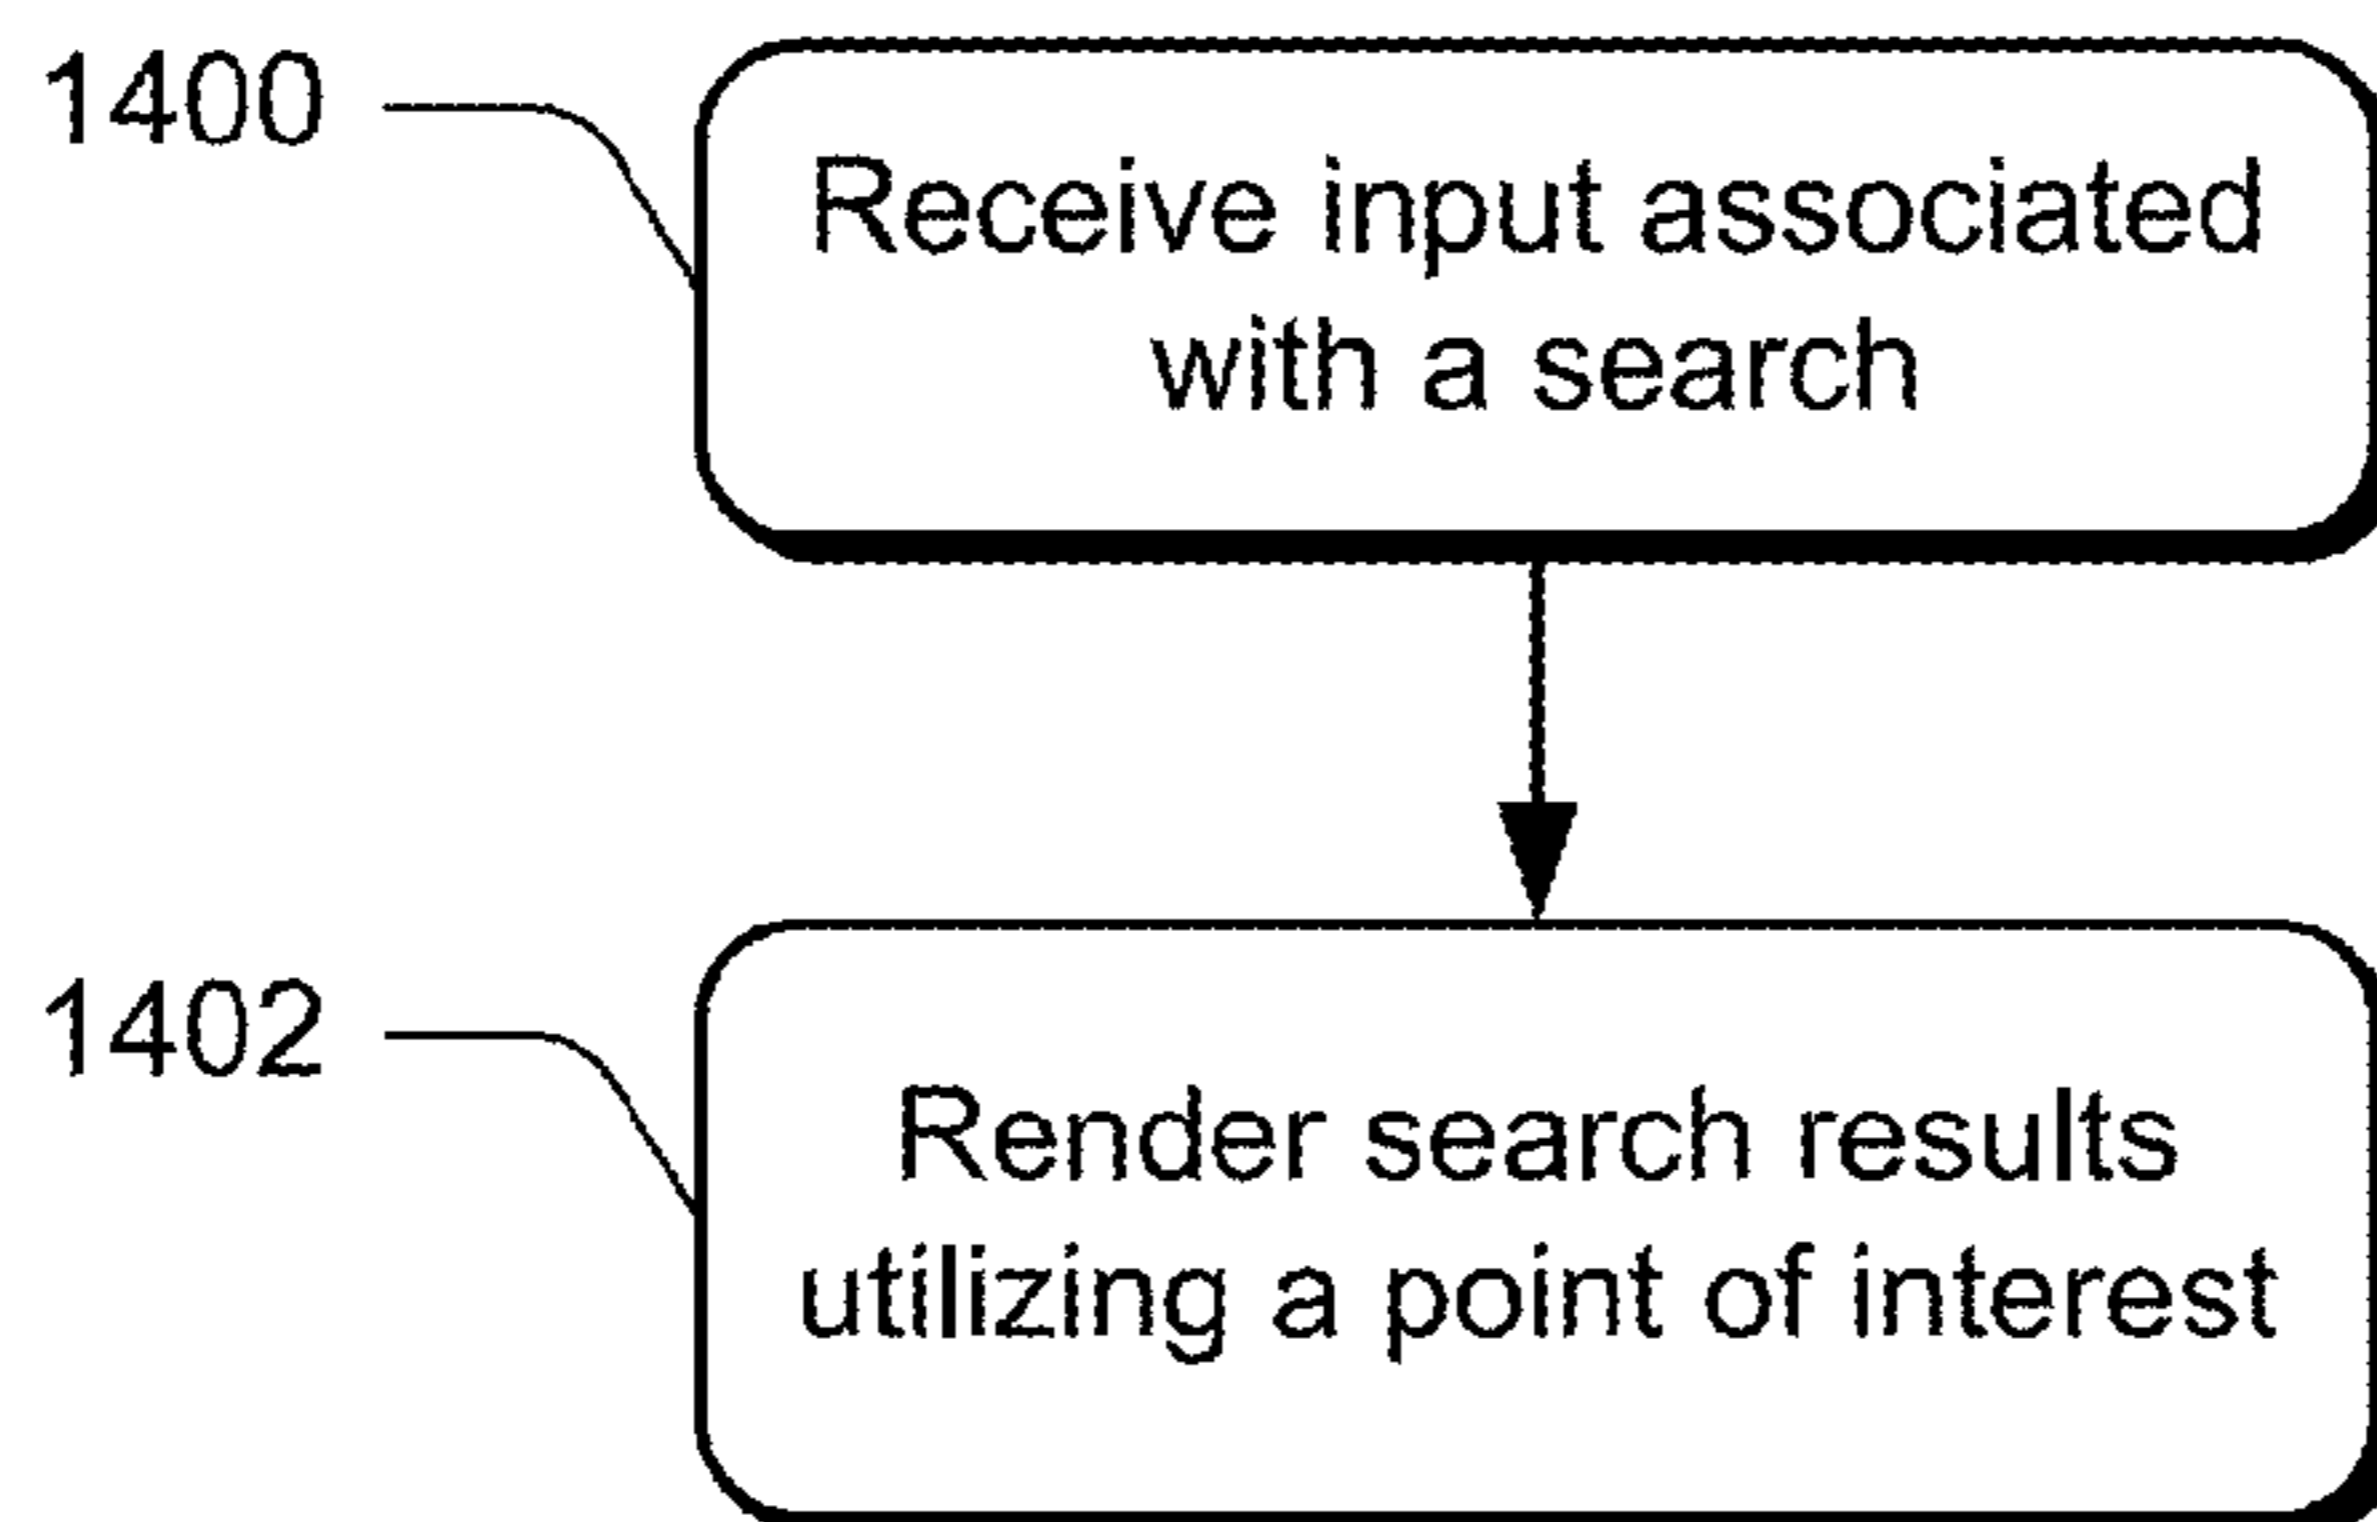 1400
Receive input associated
with a search
1402
Render search results
utilizing a point of interest